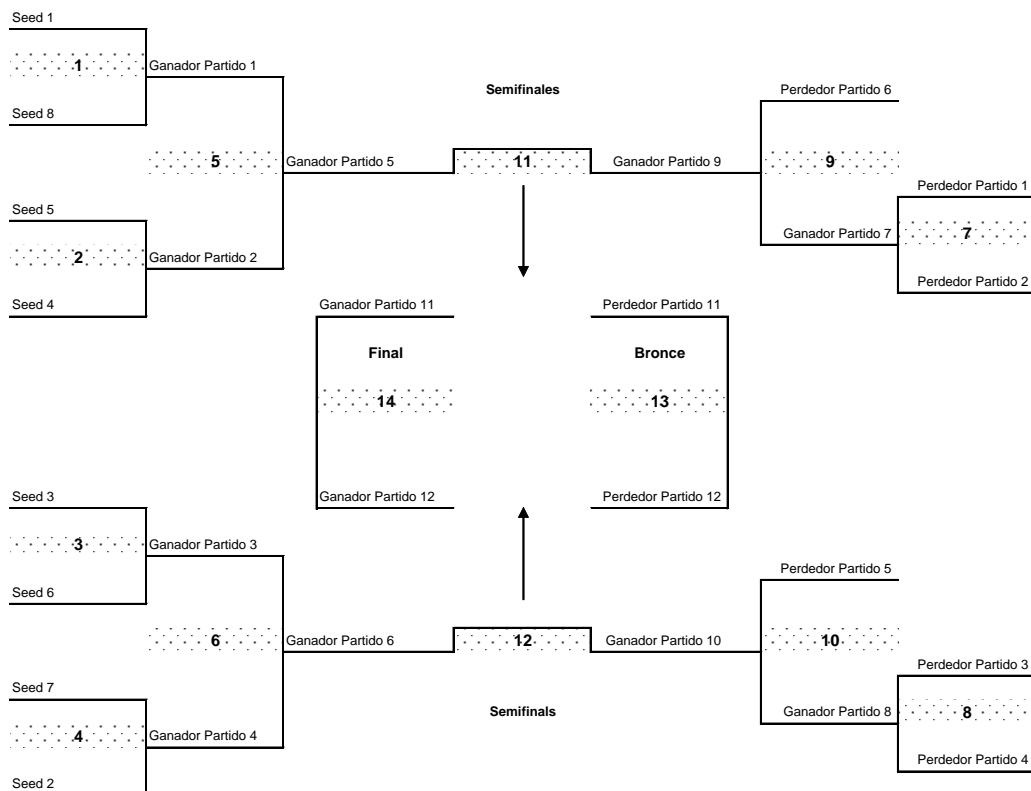 Seed 1
1
Ganador Partido 1
Seed 8
Semifinales
Perdedor Partido 6
5
Ganador Partido 5
11
Ganador Partido 9
9
Perdedor Partido 1
Seed 5
2
Ganador Partido 2
Ganador Partido 7
7
Seed 4
Perdedor Partido 2
Ganador Partido 11
Perdedor Partido 11
Final
Bronce
14
13
Ganador Partido 12
Perdedor Partido 12
Seed 3
3
Ganador Partido 3
Seed 6
Perdedor Partido 5
6
Ganador Partido 6
12
Ganador Partido 10
10
Perdedor Partido 3
Seed 7
Semifinals
Ganador Partido 8
8
4
Ganador Partido 4
Perdedor Partido 4
Seed 2